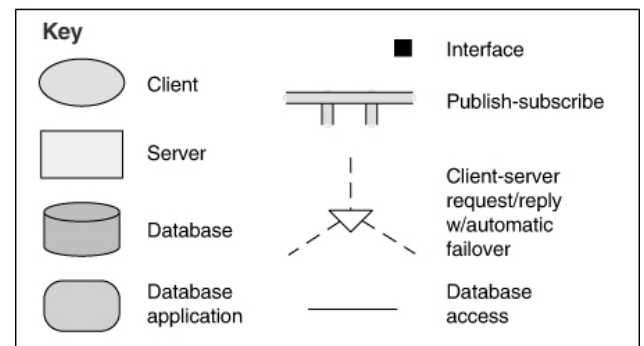 Key
Client
Server
Database
Database
application
Interface
Publish-subscribe
Client-server
request/reply
w/automatic
failover
Database
access